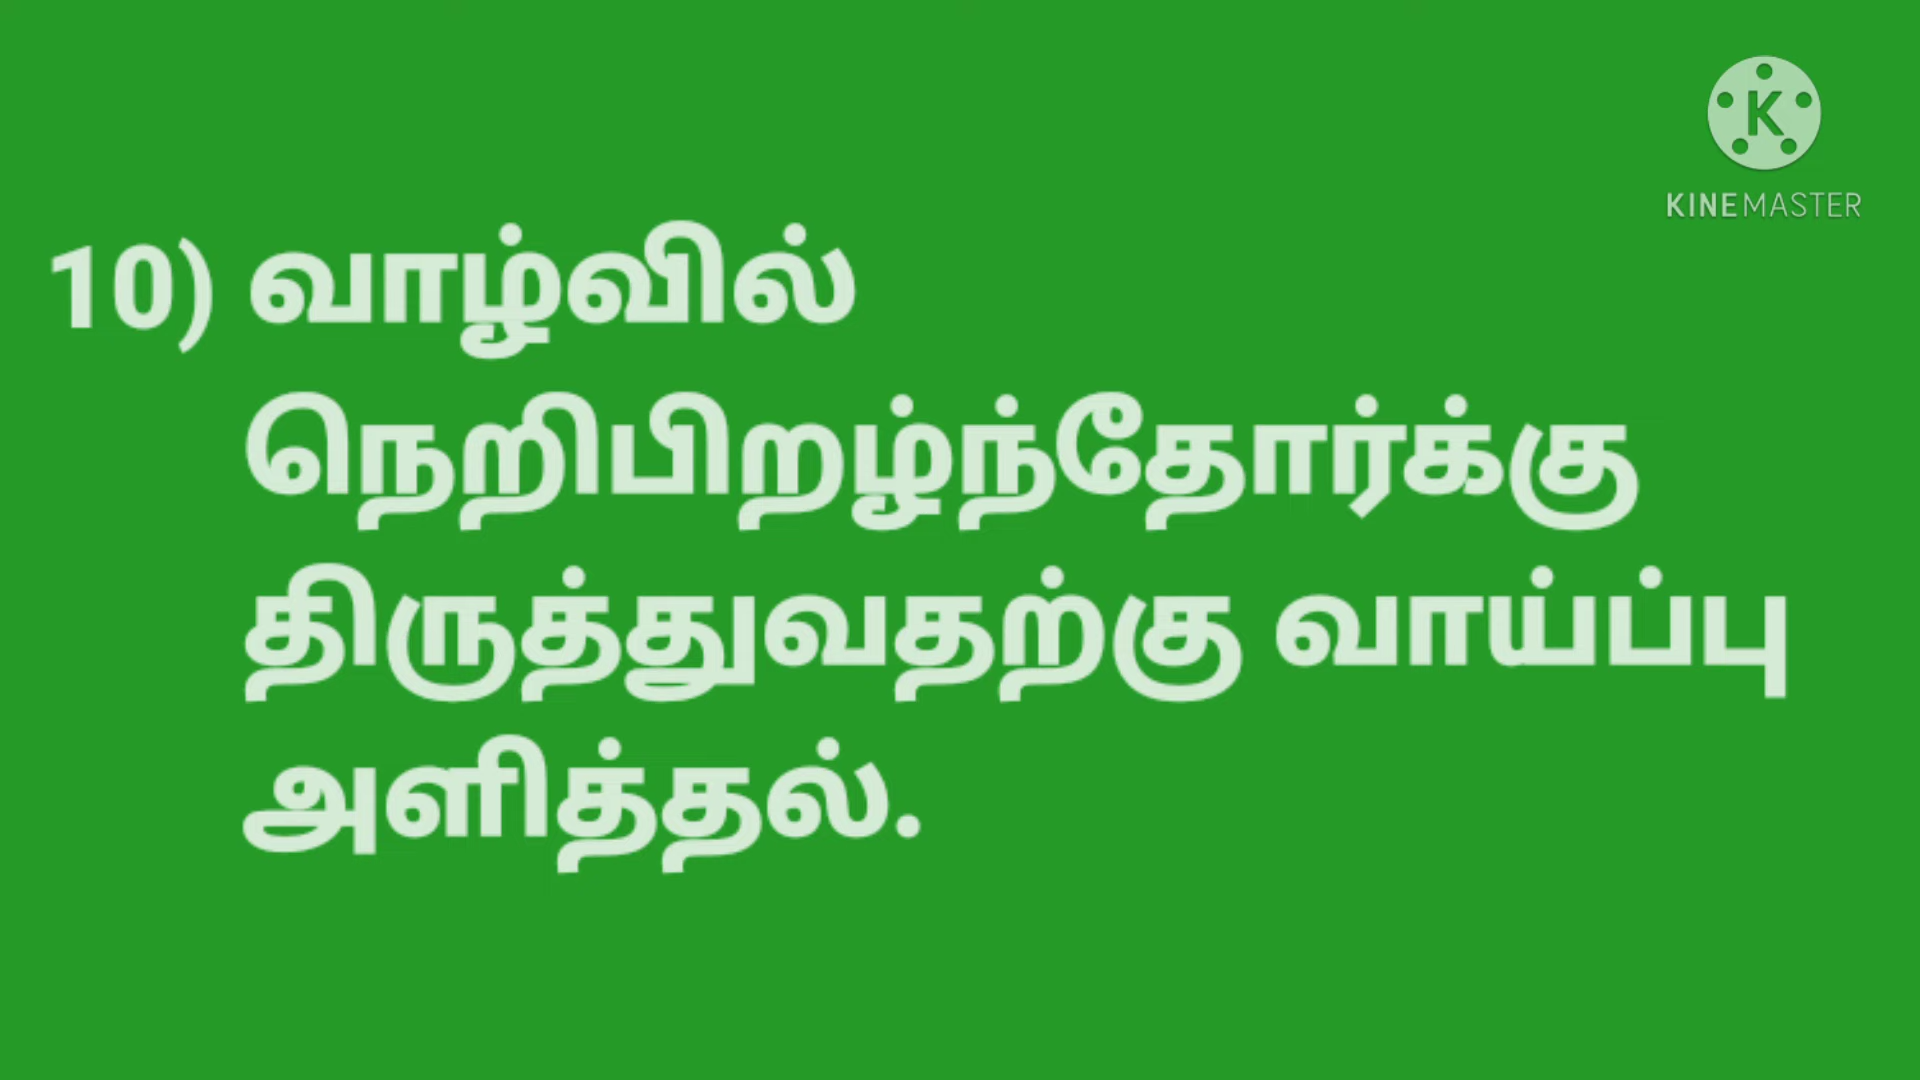 K
KINEMASTER
10) வாழ்வில்
நெறிபிறழ்ந்தோர்க்கு
திருத்துவதற்கு வாய்ப்பு
அளித்தல்.